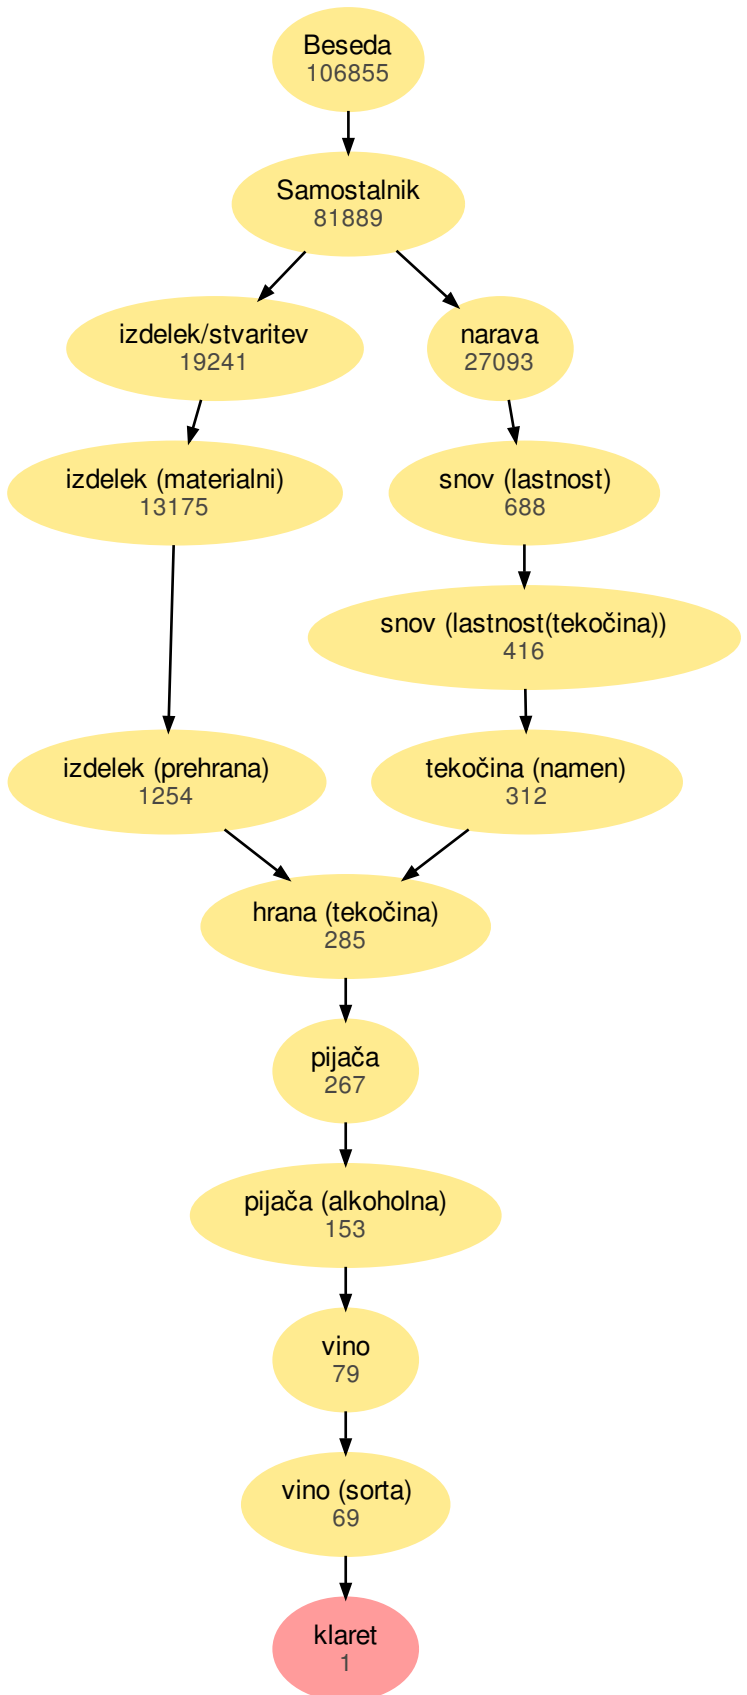 Beseda
106855
Samostalnik
81889
izdelek/stvaritev
19241
narava
27093
izdelek (materialni)
13175
snov (lastnost)
688
snov (lastnost(tekočina))
416
izdelek (prehrana)
1254
tekočina (namen)
312
hrana (tekočina)
285
pijača
267
pijača (alkoholna)
153
vino
79
vino (sorta)
69
klaret
1